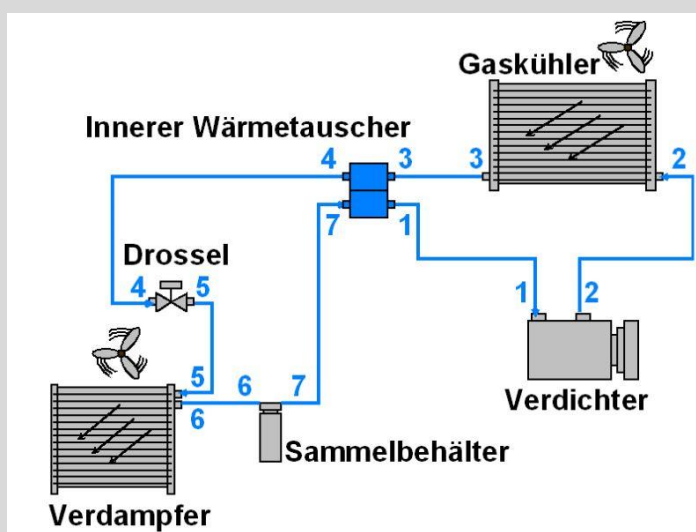 Gaskühler
Innerer Wärmetauscher
4 3 3 2
7 1
Drossel
4 5
1 2
5
6 7
6
Verdichter
Sammelbehälter
Verdampfer